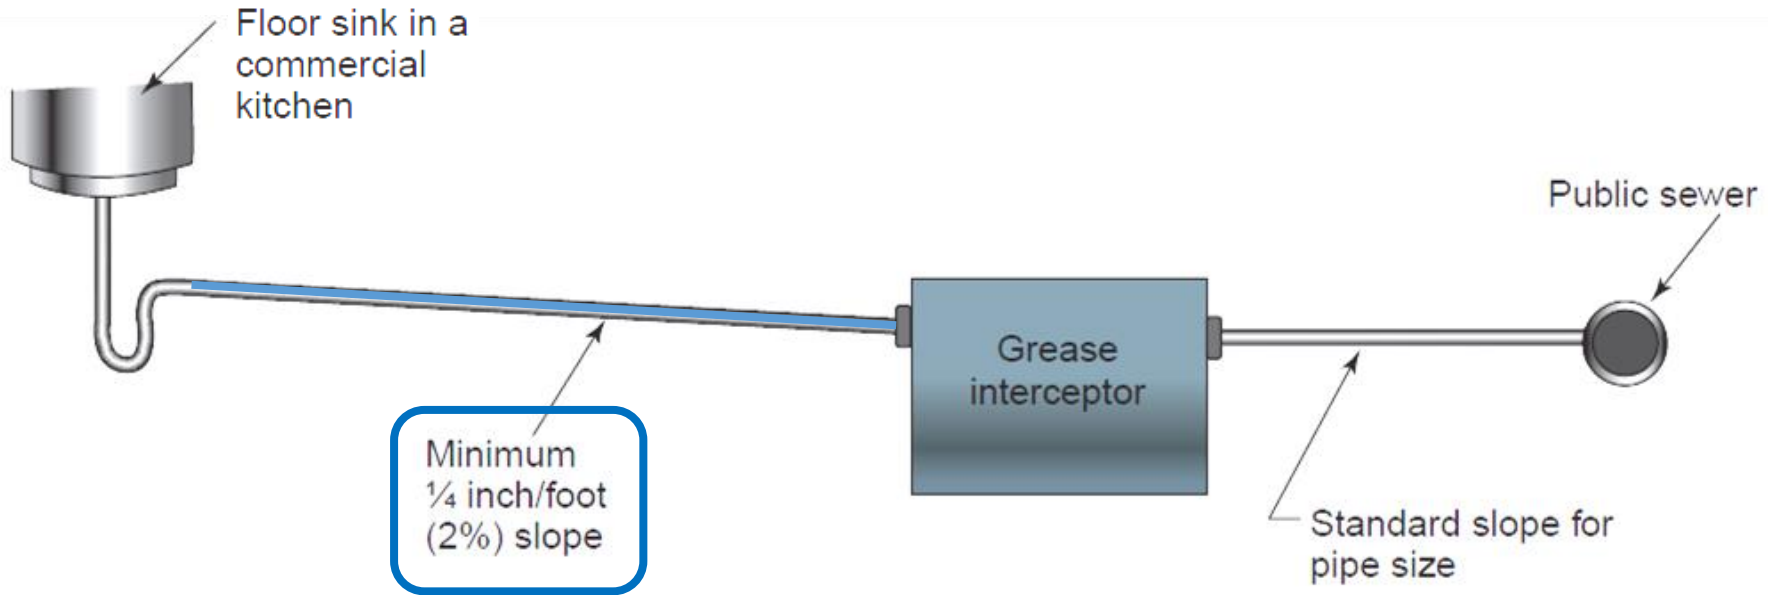 Floor sink in a
commercial
kitchen
Public sewer
Grease
interceptor
Minimum
¼ inch/foot
(2%) slope
Standard slope for
pipe size